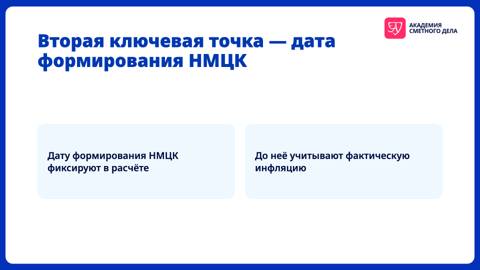 АКАДЕМИЯ
СМЕТНОГО ДЕЛА
Вторая ключевая точка — дата
формирования НМЦК
Дату формирования НМЦК
фиксируют в расчёте
До неё учитывают фактическую
инфляцию